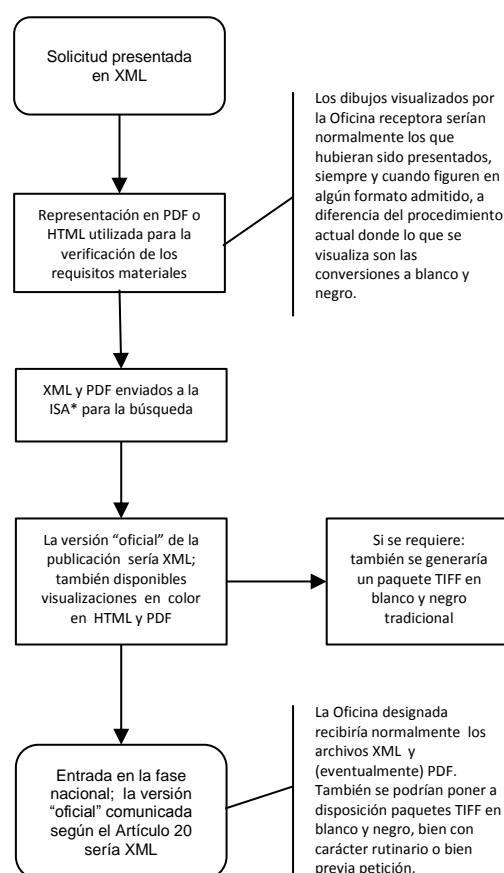 Solicitud presentada
en XML
Los dibujos visualizados por
la Oficina receptora serían
normalmente los que
hubieran sido presentados,
siempre y cuando figuren en
algún formato admitido, a
diferencia del procedimiento
actual donde lo que se
visualiza son las
conversiones a blanco y
negro.
Representación en PDF o
HTML utilizada para la
verificación de los
requisitos materiales
XML y PDF enviados a la
ISA* para la búsqueda
La versión “oficial” de la
publicación sería XML;
también disponibles
visualizaciones en color
en HTML y PDF
Si se requiere:
también se generaría
un paquete TIFF en
blanco y negro
tradicional
Entrada en la fase
nacional; la versión
“oficial” comunicada
según el Artículo 20
sería XML
La Oficina designada
recibiría normalmente los
archivos XML y
(eventualmente) PDF.
También se podrían poner a
disposición paquetes TIFF en
blanco y negro, bien con
carácter rutinario o bien
previa petición.